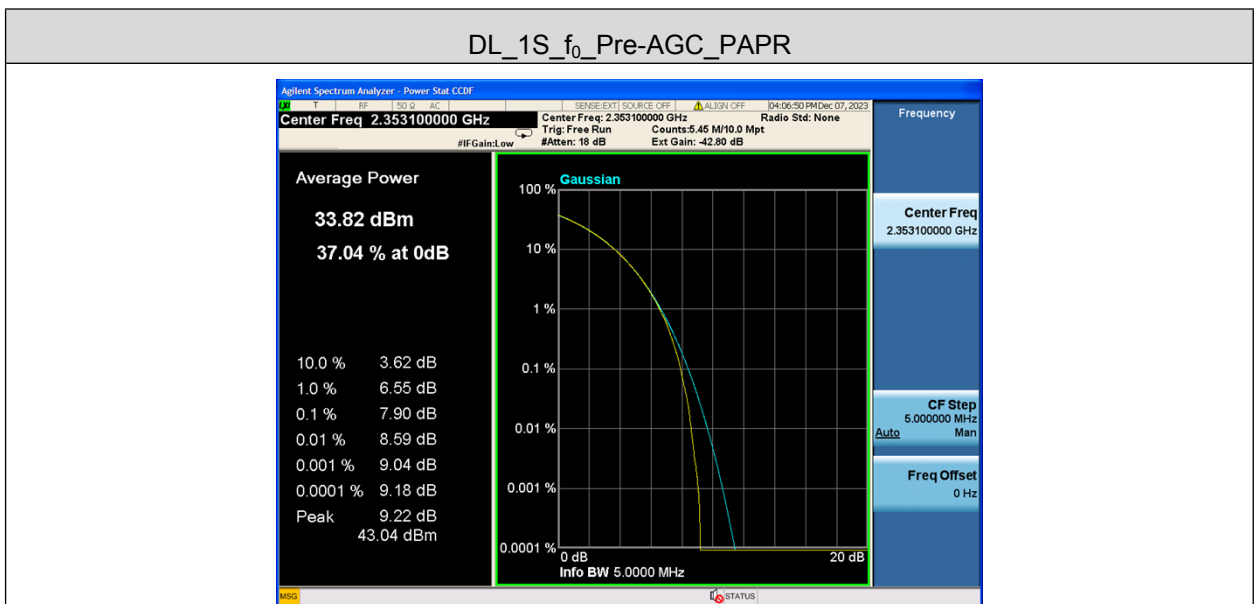 DL_1S_f0_Pre-AGC_PAPR
Agilent Spectrum Analyzer - Power Stat CCDF
LXI T RF 50 Ω AC SENSE:EXT SOURCE OFF ALIGN OFF 04:06:50 PM Dec 07, 2023
Center Freq 2.353100000 GHz
#IFGain:Low
Center Freq: 2.353100000 GHz Radio Std: None
Trig: Free Run Counts:5.45 M/10.0 Mpt
#Atten: 18 dB Ext Gain: -42.80 dB
Average Power
33.82 dBm
37.04 % at 0dB
10.0 % 3.62 dB
1.0 % 6.55 dB
0.1 % 7.90 dB
0.01 % 8.59 dB
0.001 % 9.04 dB
0.0001 % 9.18 dB
Peak 9.22 dB
43.04 dBm
Gaussian
100 %
10 %
1 %
0.1 %
0.01 %
0.001 %
0.0001 %
0 dB 20 dB
Info BW 5.0000 MHz
Frequency
Center Freq
2.353100000 GHz
CF Step
5.000000 MHz
Auto Man
Freq Offset
0 Hz
MSG STATUS